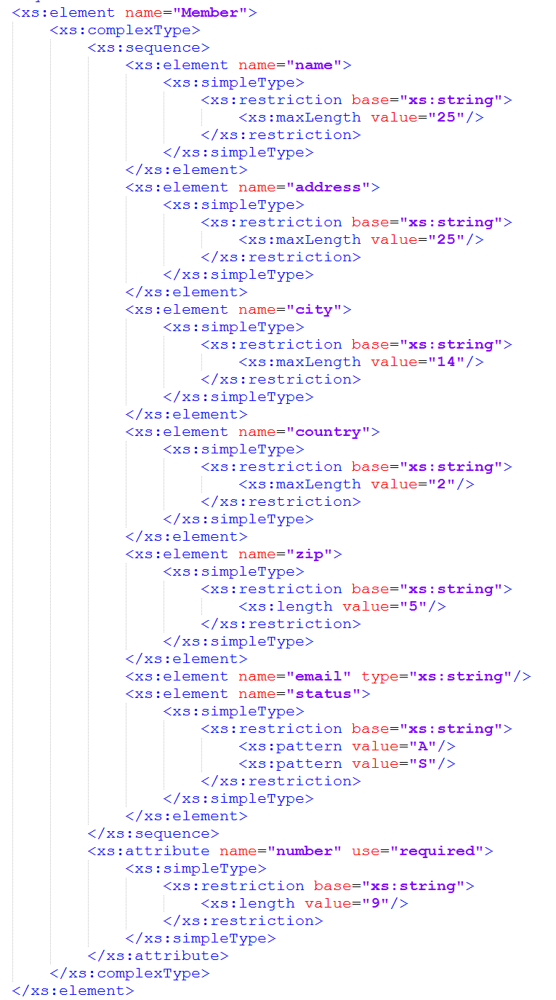 <xs:element name="Member">
<xs:complexType>
<xs:sequence>
<xs:element name="name">
<xs:simpleType>
<xs:restriction base="xs:string">
<xs:maxLength value="25"/>
</xs:restriction>
</xs:simpleType>
</xs:element>
<xs:element name="address">
<xs:simpleType>
<xs:restriction base="xs:string">
<xs:maxLength value="25"/>
</xs:restriction>
</xs:simpleType>
</xs:element>
<xs:element name="city">
<xs:simpleType>
<xs:restriction base="xs:string">
<xs:maxLength value="14"/>
</xs:restriction>
</xs:simpleType>
</xs:element>
<xs:element name="country">
<xs:simpleType>
<xs:restriction base="xs:string">
<xs:maxLength value="2"/>
</xs:restriction>
</xs:simpleType>
</xs:element>
<xs:element name="zip">
<xs:simpleType>
<xs:restriction base="xs:string">
<xs:length value="5"/>
</xs:restriction>
</xs:simpleType>
</xs:element>
<xs:element name="email" type="xs:string"/>
<xs:element name="status">
<xs:simpleType>
<xs:restriction base="xs:string">
<xs:pattern value="A"/>
<xs:pattern value="S"/>
</xs:restriction>
</xs:simpleType>
</xs:element>
</xs:sequence>
<xs:attribute name="number" use="required">
<xs:simpleType>
<xs:restriction base="xs:string">
<xs:length value="9"/>
</xs:restriction>
</xs:simpleType>
</xs:attribute>
</xs:complexType>
</xs:element>